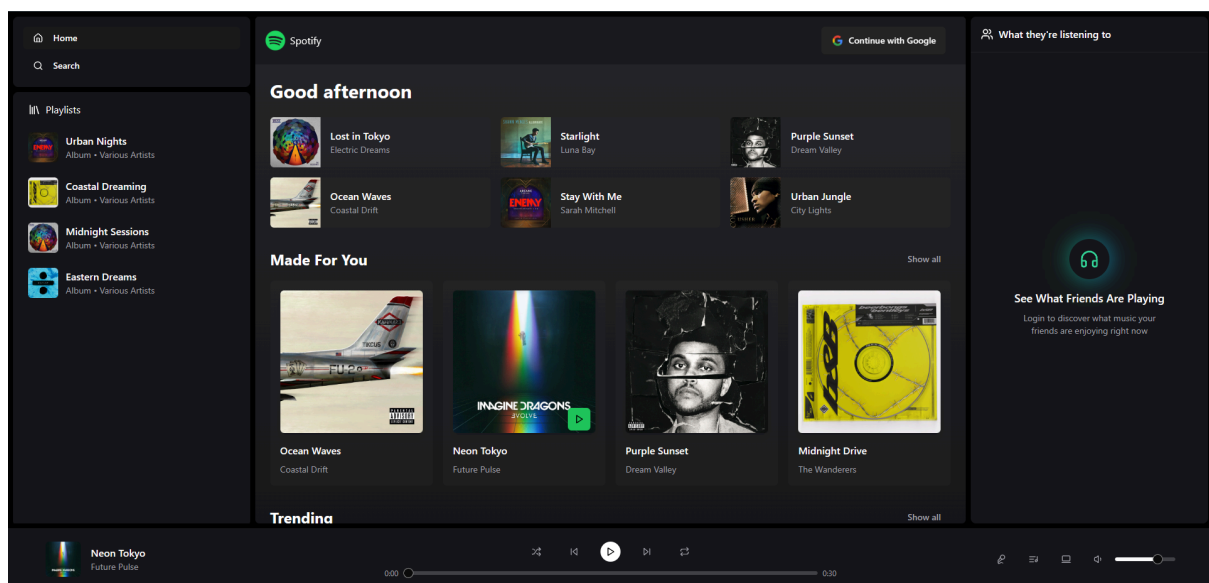 Home
Search
Playlists
Urban Nights
Album • Various Artists
Coastal Dreaming
Album • Various Artists
Midnight Sessions
Album • Various Artists
Eastern Dreams
Album • Various Artists
Spotify
Continue with Google
Good afternoon
Lost in Tokyo
Electric Dreams
Starlight
Luna Bay
Purple Sunset
Dream Valley
Ocean Waves
Coastal Drift
ENEMY
Stay With Me
Sarah Mitchell
Urban Jungle
City Lights
Made For You
Show all
FU-2
PARENTAL
ADVISORY
Ocean Waves
Coastal Drift
IMAGINE DRAGONS
EVOLVE
Neon Tokyo
Future Pulse
Purple Sunset
Dream Valley
Midnight Drive
The Wanderers
Trending
Show all
What they're listening to
See What Friends Are Playing
Login to discover what music your
friends are enjoying right now
Neon Tokyo
Future Pulse
0:00
0:30